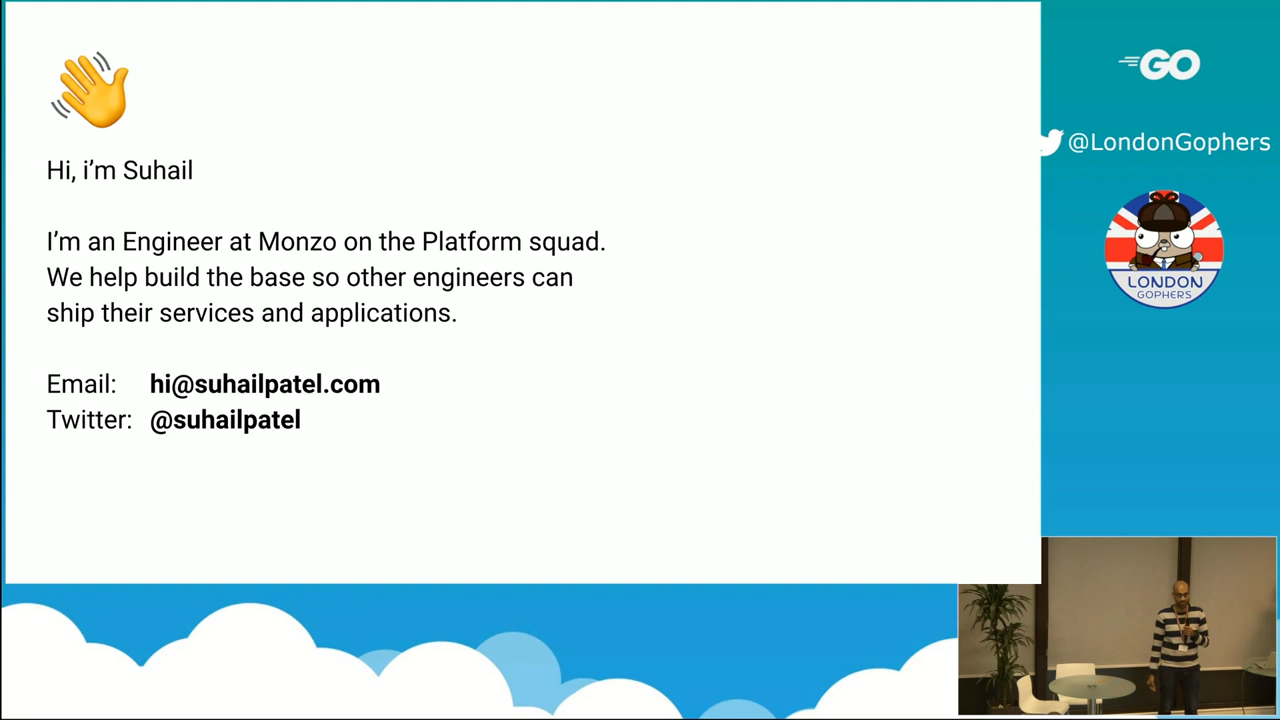 Hi, i’m Suhail
I’m an Engineer at Monzo on the Platform squad.
We help build the base so other engineers can
ship their services and applications.
Email: hi@suhailpatel.com
Twitter: @suhailpatel
GO
@LondonGophers
LONDON
GOPHERS